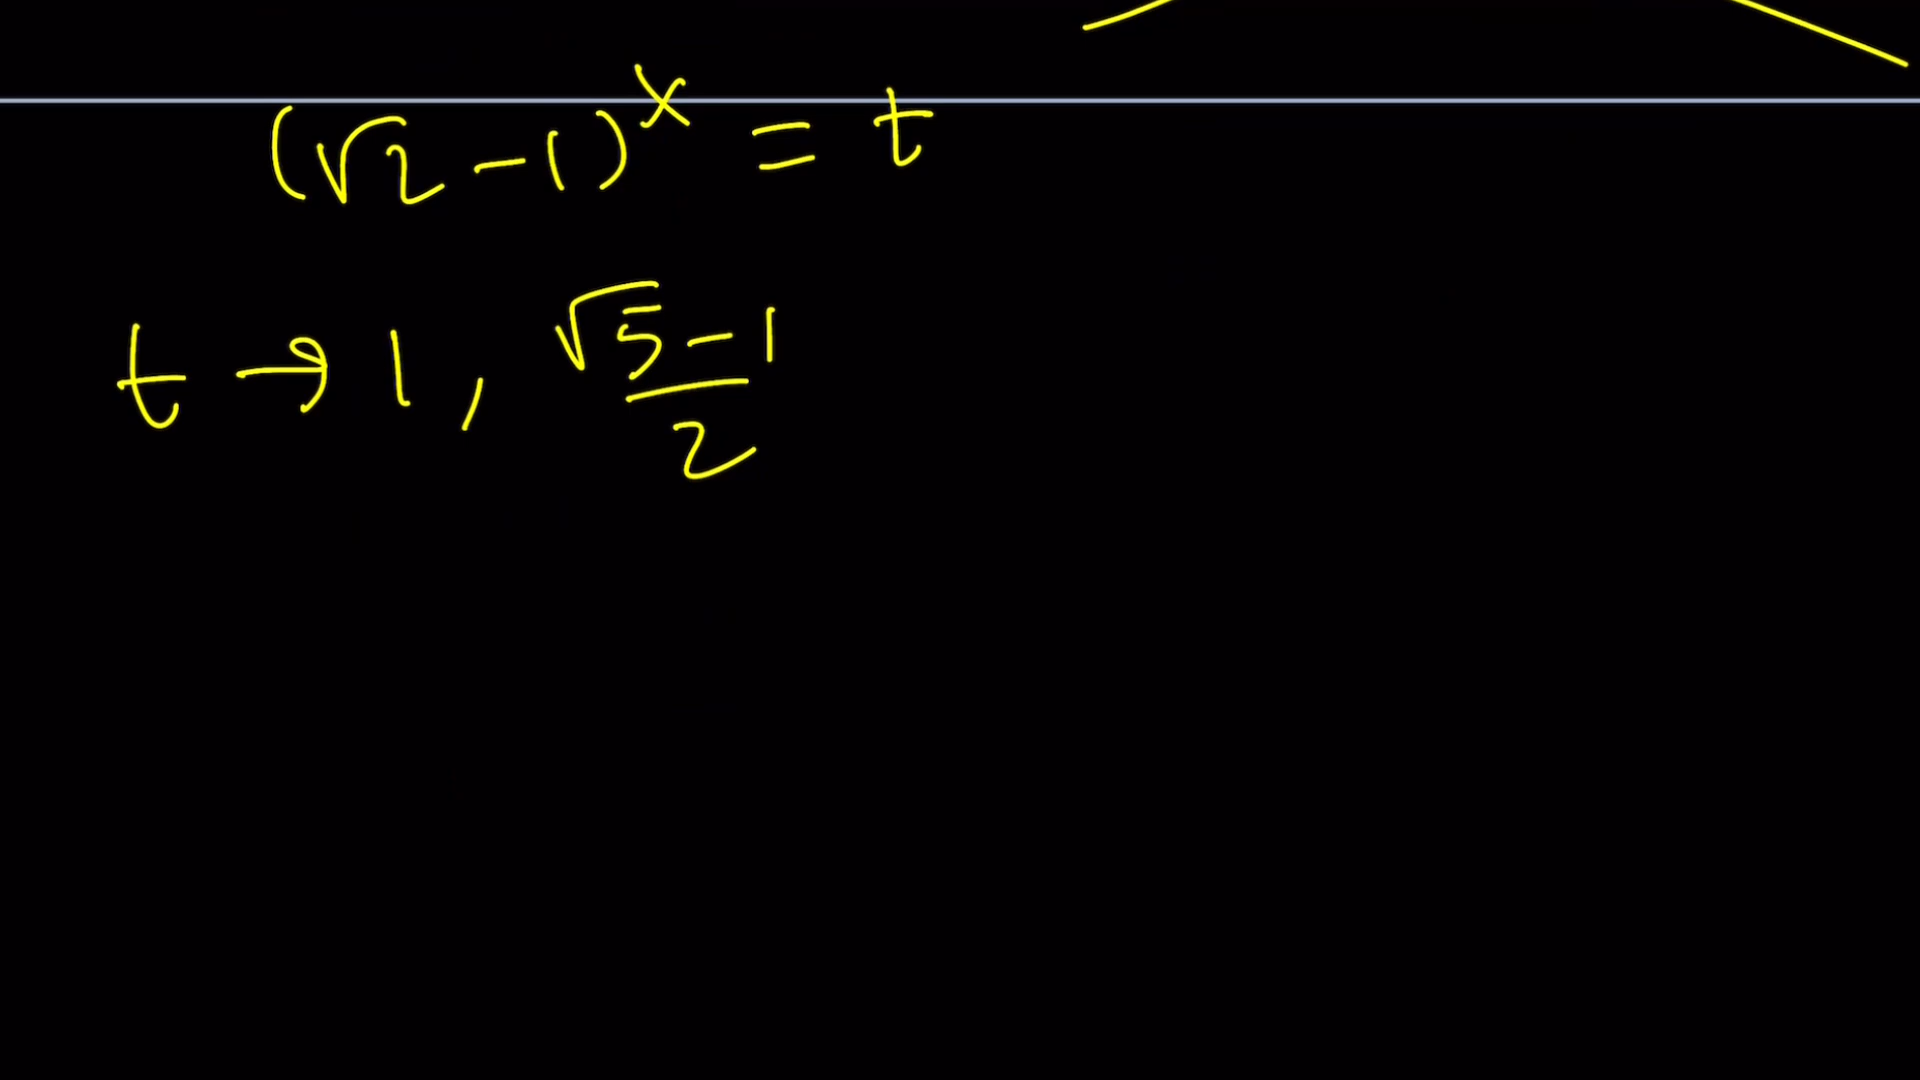 (√2 - 1)^x = t
t → 1, (√5 - 1)/2